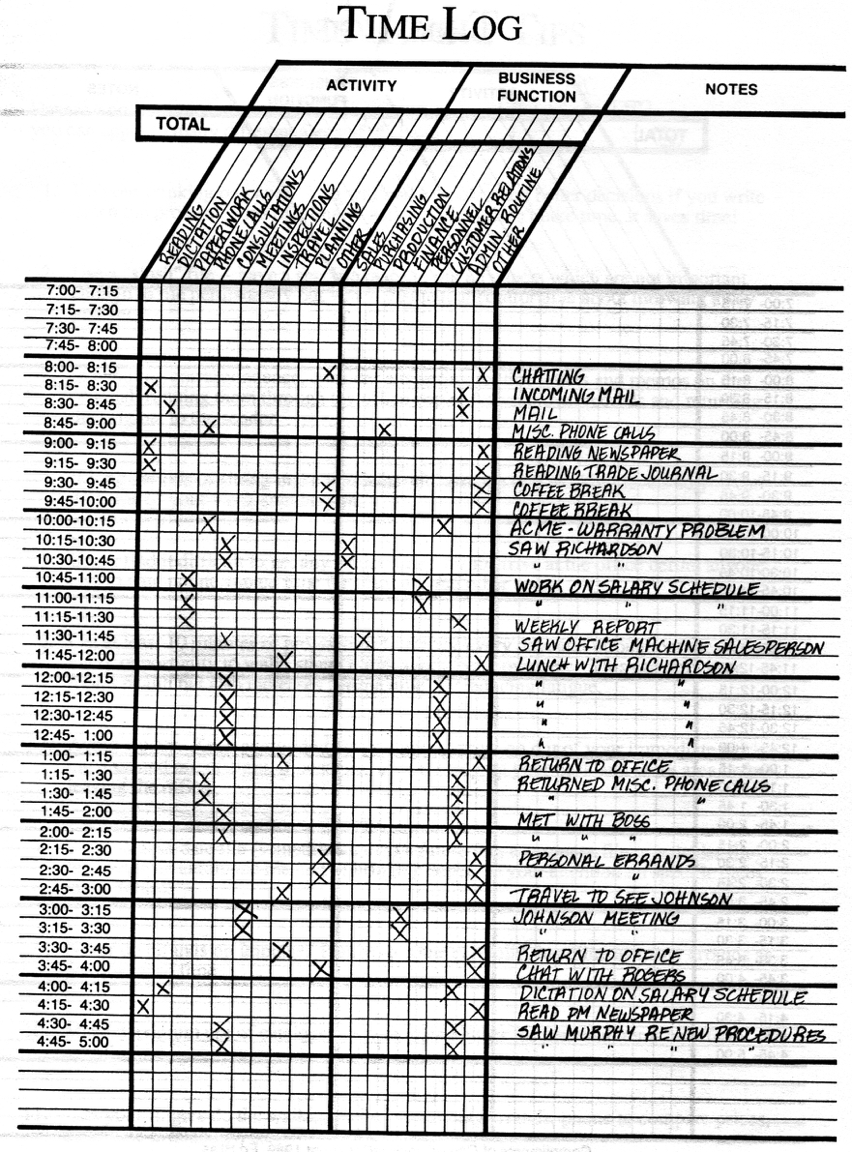 TIME LOG
ACTIVITY
BUSINESS FUNCTION
NOTES
TOTAL
READING
DICTATION
PAPERWORK
PHONE CALLS
CONSULTATIONS
MEETINGS
INSPECTIONS
TRAVEL
PLANNING
OTHER
SALES
PURCHASING
PRODUCTION
FINANCE
PERSONNEL
CUSTOMER RELATIONS
ADMIN. ROUTINE
OTHER
7:00- 7:15
7:15- 7:30
7:30- 7:45
7:45- 8:00
8:00- 8:15 X X CHATTING
8:15- 8:30 X X INCOMING MAIL
8:30- 8:45 X X MAIL
8:45- 9:00 X X MISC. PHONE CALLS
9:00- 9:15 X X READING NEWSPAPER
9:15- 9:30 X X READING TRADE JOURNAL
9:30- 9:45 X X COFFEE BREAK
9:45-10:00 X X COFFEE BREAK
10:00-10:15 X X ACME - WARRANTY PROBLEM
10:15-10:30 X X SAW RICHARDSON
10:30-10:45 X X " "
10:45-11:00 X X WORK ON SALARY SCHEDULE
11:00-11:15 X X " " "
11:15-11:30 X X WEEKLY REPORT
11:30-11:45 X X SAW OFFICE MACHINE SALESPERSON
11:45-12:00 X X LUNCH WITH RICHARDSON
12:00-12:15 X X " "
12:15-12:30 X X " "
12:30-12:45 X X " "
12:45- 1:00 X X " "
1:00- 1:15 X X RETURN TO OFFICE
1:15- 1:30 X X RETURNED MISC. PHONE CALLS
1:30- 1:45 X X " "
1:45- 2:00 X X MET WITH BOSS
2:00- 2:15 X X " " "
2:15- 2:30 X X PERSONAL ERRANDS
2:30- 2:45 X X " "
2:45- 3:00 X X TRAVEL TO SEE JOHNSON
3:00- 3:15 X X JOHNSON MEETING
3:15- 3:30 X X " "
3:30- 3:45 X X RETURN TO OFFICE
3:45- 4:00 X X CHAT WITH ROGERS
4:00- 4:15 X X DICTATION ON SALARY SCHEDULE
4:15- 4:30 X X READ PM NEWSPAPER
4:30- 4:45 X X SAW MURPHY RE NEW PROCEDURES
4:45- 5:00 X X " " " "